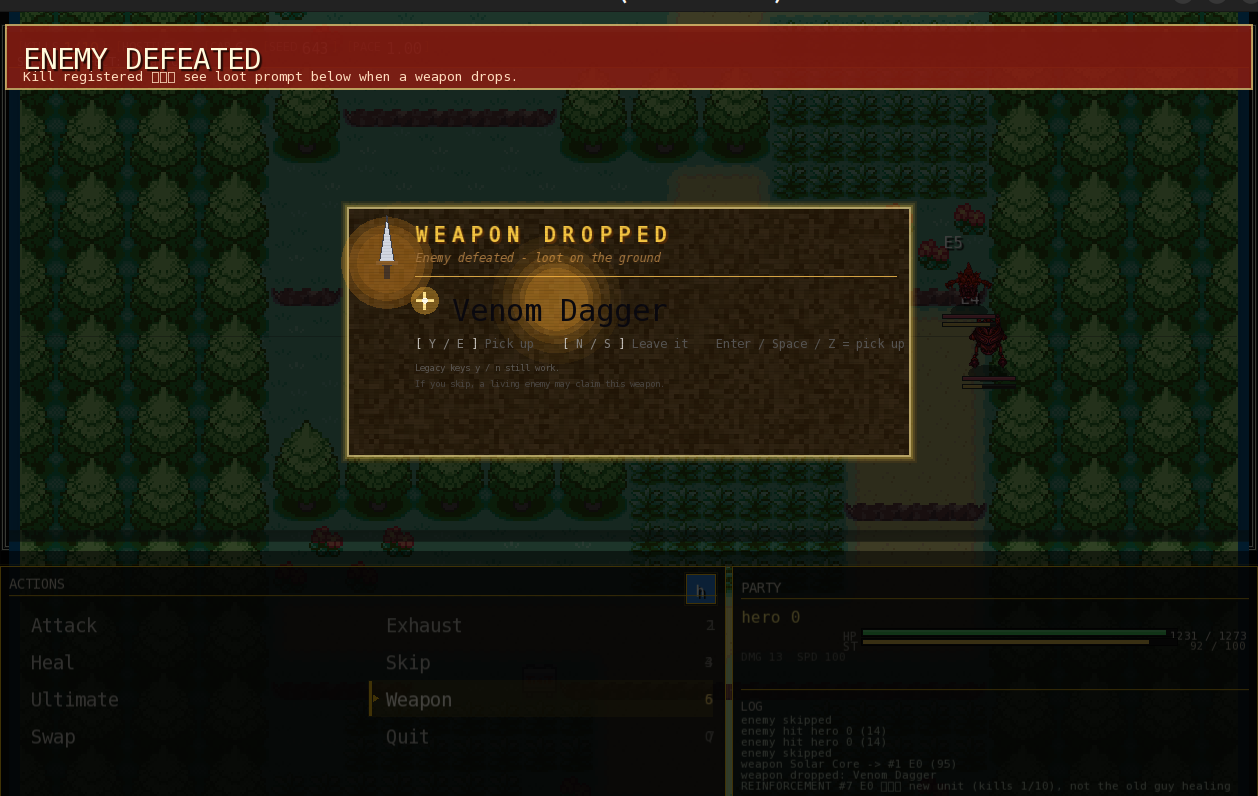 ENEMY DEFEATED
Kill registered □□□ see loot prompt below when a weapon drops.
E5
E4
WEAPON DROPPED
Enemy defeated - loot on the ground
Venom Dagger
[ Y / E ] Pick up [ N / S ] Leave it Enter / Space / Z = pick up
Legacy keys y / n still work.
If you skip, a living enemy may claim this weapon.
ACTIONS
h
Attack
Exhaust
Heal
Skip
Ultimate
Weapon 6
Swap
Quit
PARTY
hero 0
HP 1231 / 1273
ST 92 / 100
DMG 13 SPD 100
LOG
enemy skipped
enemy hit hero 0 (14)
enemy hit hero 0 (14)
enemy skipped
weapon Solar Core -> #1 E0 (95)
weapon dropped: Venom Dagger
REINFORCEMENT #7 E0 □□□ new unit (kills 1/10), not the old guy healing